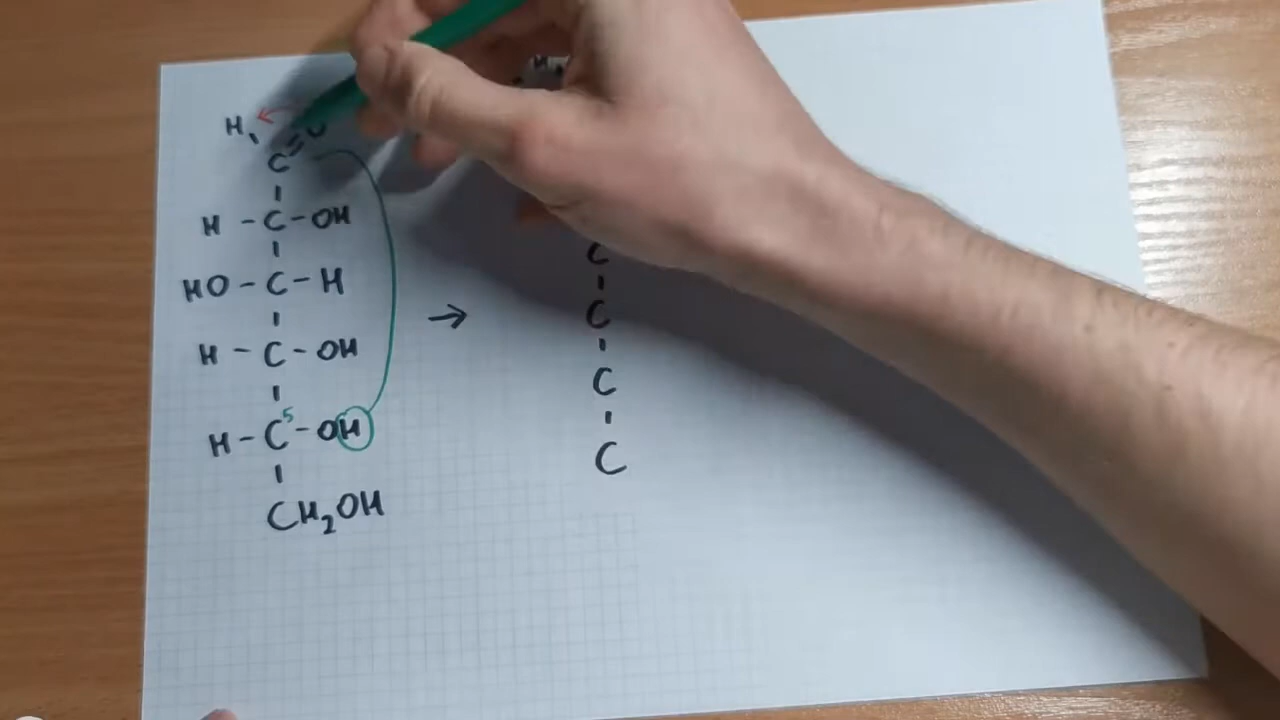 H O
C
H - C - OH
HO - C - H
H - C - OH
H - C⁵ - OH
CH₂OH
→
C
C
C
C